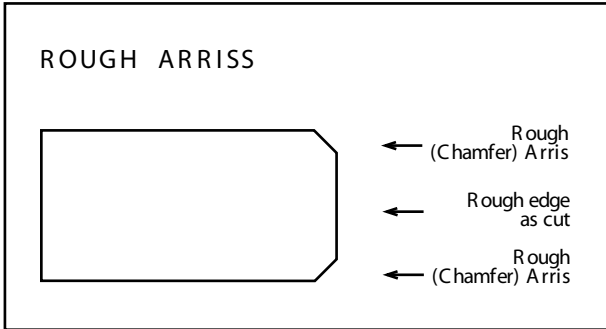 ROUGH ARRISS
Rough
(Chamfer) Arris
Rough edge
as cut
Rough
(Chamfer) Arris